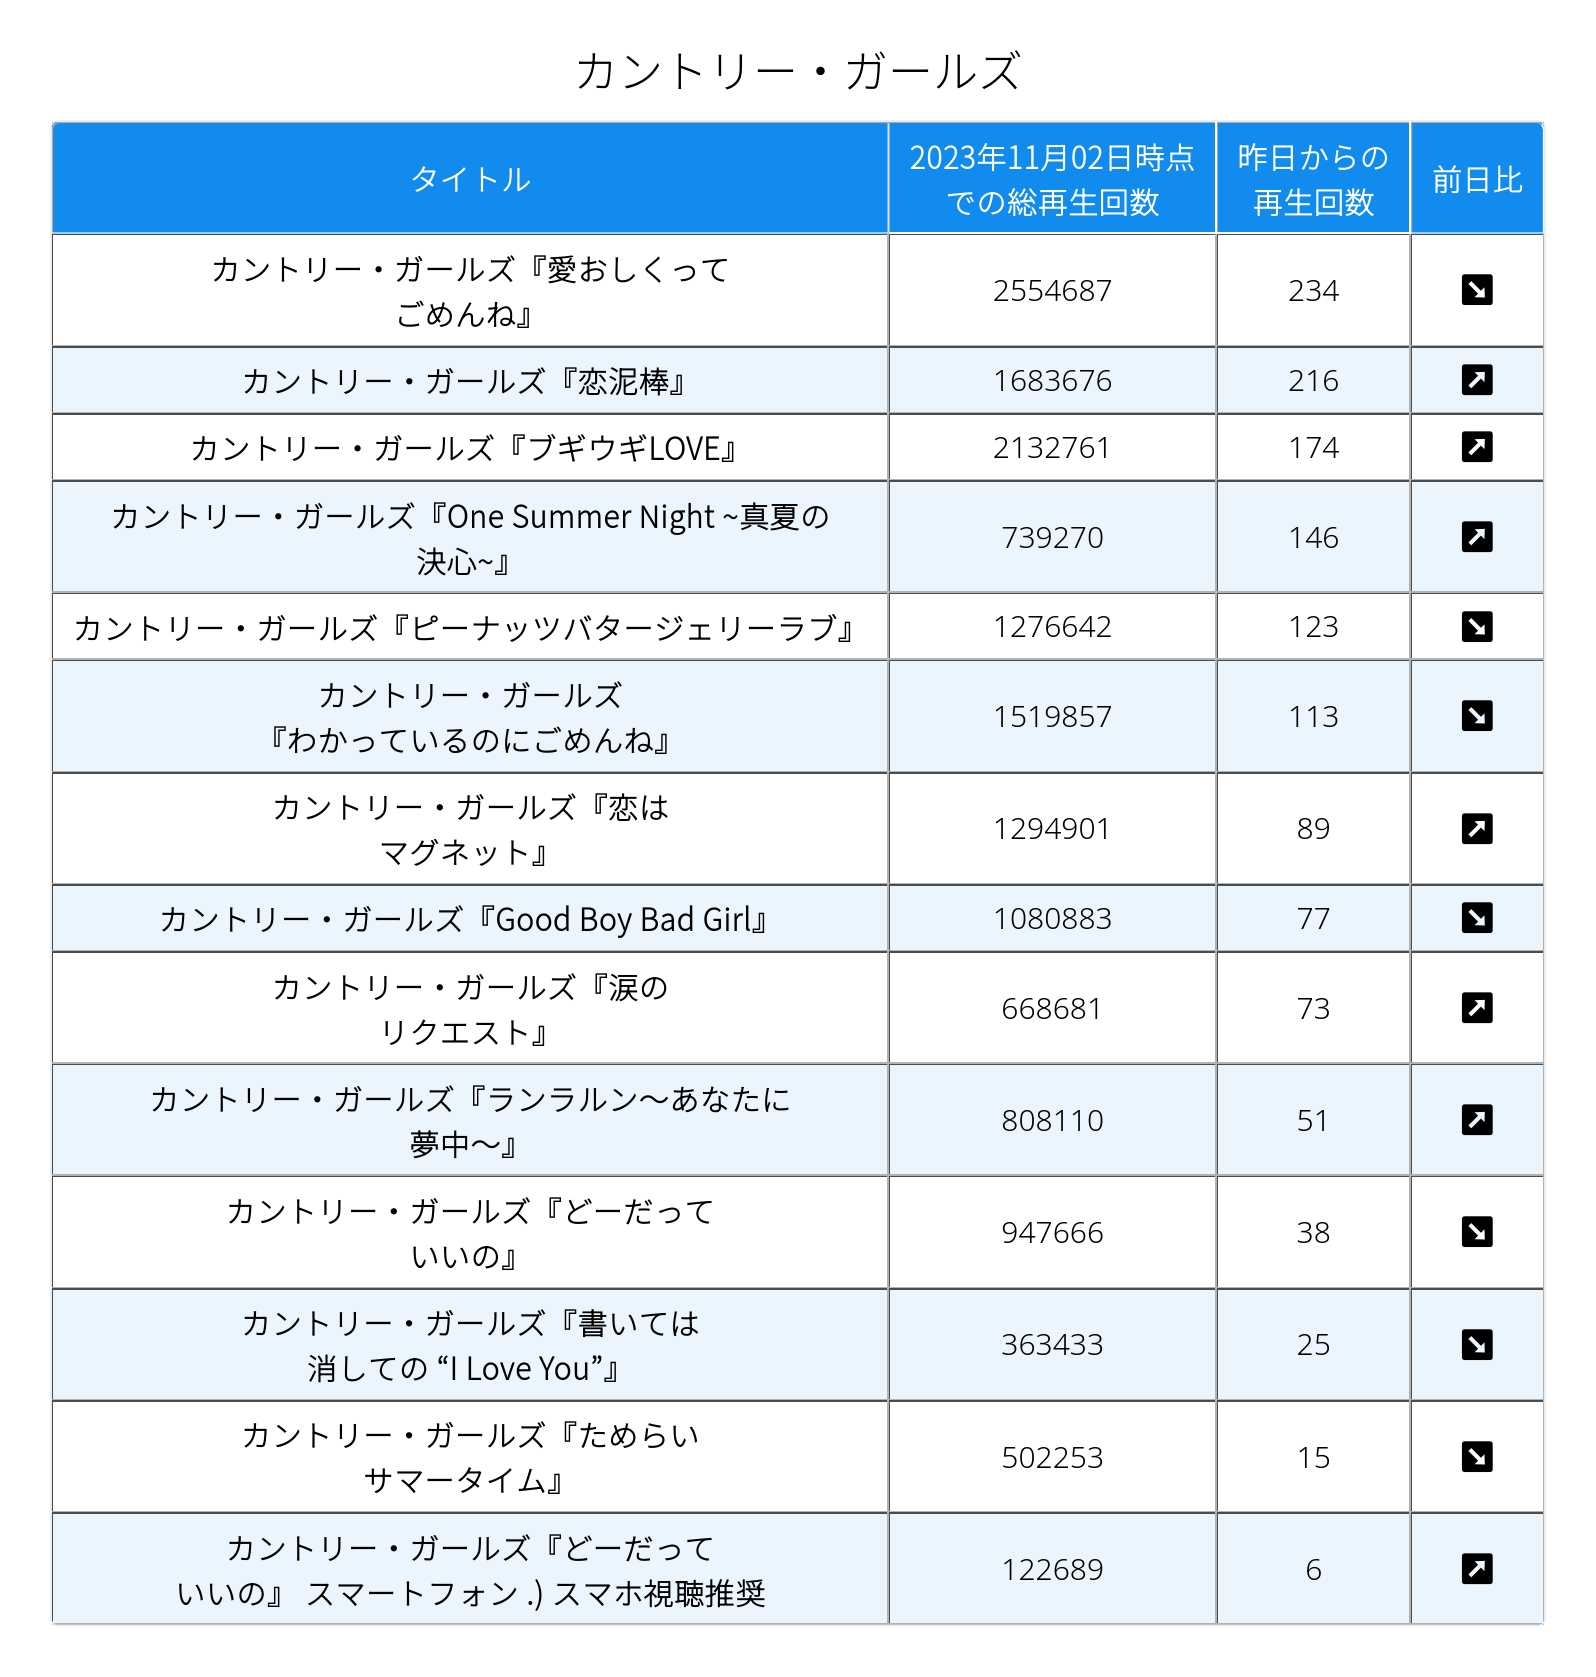 カントリー・ガールズ
タイトル
2023年11月02日時点
での総再生回数
昨日からの
再生回数
前日比
カントリー・ガールズ『愛おしくって
ごめんね』
2554687
234
カントリー・ガールズ『恋泥棒』
1683676
216
カントリー・ガールズ『ブギウギLOVE』
2132761
174
カントリー・ガールズ『One Summer Night ~真夏の
決心~』
739270
146
カントリー・ガールズ『ピーナッツバタージェリーラブ』
1276642
123
カントリー・ガールズ
『わかっているのにごめんね』
1519857
113
カントリー・ガールズ『恋は
マグネット』
1294901
89
カントリー・ガールズ『Good Boy Bad Girl』
1080883
77
カントリー・ガールズ『涙の
リクエスト』
668681
73
カントリー・ガールズ『ランラルン〜あなたに
夢中〜』
808110
51
カントリー・ガールズ『どーだって
いいの』
947666
38
カントリー・ガールズ『書いては
消しての “I Love You”』
363433
25
カントリー・ガールズ『ためらい
サマータイム』
502253
15
カントリー・ガールズ『どーだって
いいの』 スマートフォン .) スマホ視聴推奨
122689
6